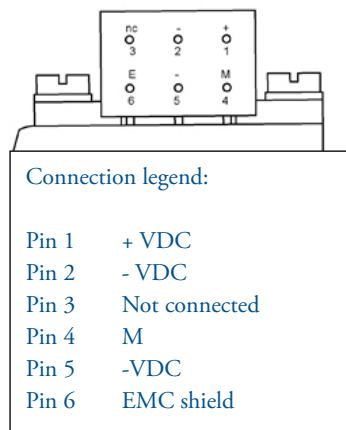 nc - +
3 2 1
E - M
6 5 4
Connection legend:
Pin 1 + VDC
Pin 2 - VDC
Pin 3 Not connected
Pin 4 M
Pin 5 -VDC
Pin 6 EMC shield